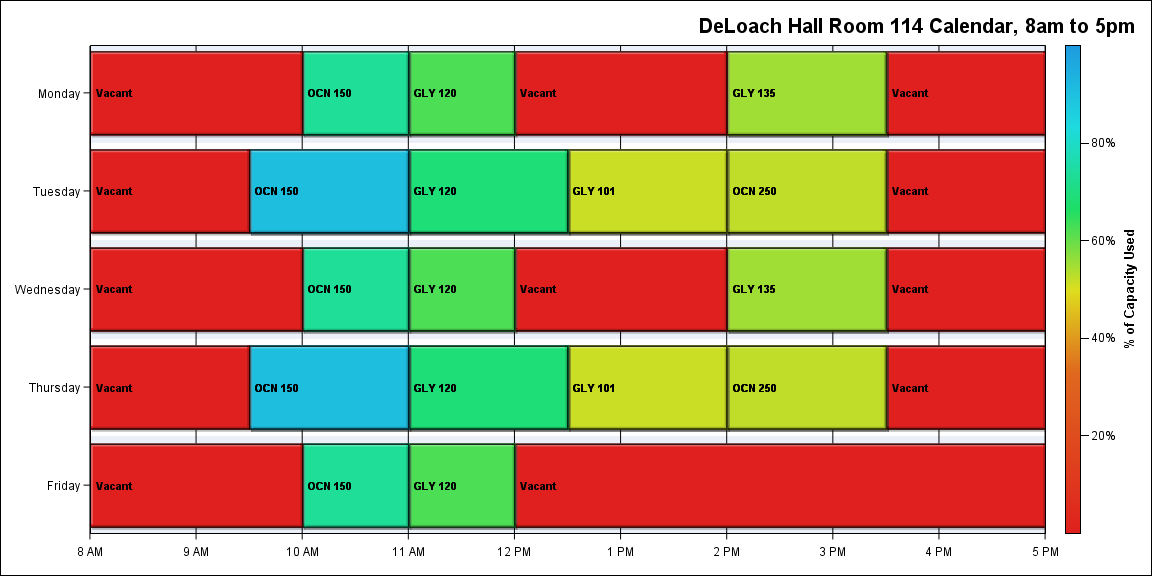 DeLoach Hall Room 114 Calendar, 8am to 5pm
Monday
Vacant
OCN 150
GLY 120
Vacant
GLY 135
Vacant
Tuesday
Vacant
OCN 150
GLY 120
GLY 101
OCN 250
Vacant
Wednesday
Vacant
OCN 150
GLY 120
Vacant
GLY 135
Vacant
Thursday
Vacant
OCN 150
GLY 120
GLY 101
OCN 250
Vacant
Friday
Vacant
OCN 150
GLY 120
Vacant
8 AM
9 AM
10 AM
11 AM
12 PM
1 PM
2 PM
3 PM
4 PM
5 PM
80%
60%
40%
20%
% of Capacity Used